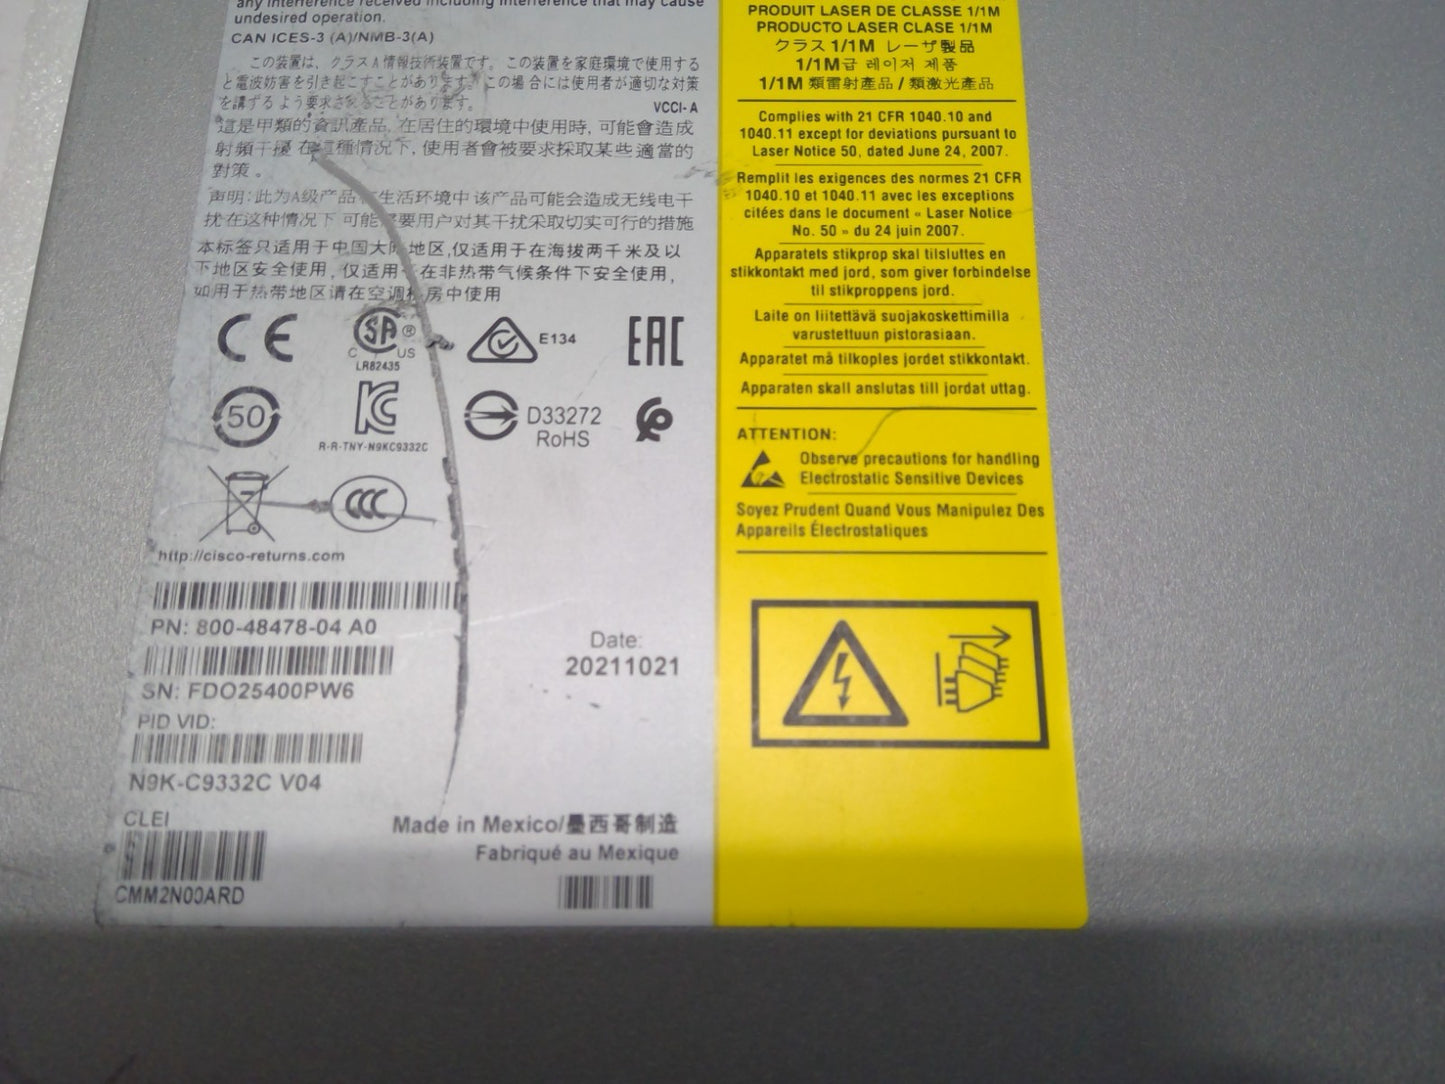 any interference received including interference that may cause
undesired operation.
CAN ICES-3 (A)/NMB-3(A)
この装置は、クラスA情報技術装置です。この装置を家庭環境で使用する
と電波妨害を引き起こすことがあります。この場合には使用者が適切な対策
を講ずるよう要求されることがあります。
VCCI-A
這是甲類的資訊產品,在居住的環境中使用時,可能會造成
射頻干擾,在這種情況下,使用者會被要求採取某些適當的
對策。
声明:此为A级产品,在生活环境中,该产品可能会造成无线电干
扰.在这种情况下,可能需要用户对其干扰采取切实可行的措施
本标签只适用于中国大陆地区,仅适用于在海拔两千米及以
下地区安全使用,仅适用于在非热带气候条件下安全使用,
如用于热带地区请在空调机房中使用
CE
SA
®
C US
LR82435
E134
EAC
50
KC
R-R-TNY-N9KC9332C
D33272
RoHS
CCC
http://cisco-returns.com
PN: 800-48478-04 A0
Date:
20211021
SN: FDO25400PW6
PID VID:
N9K-C9332C V04
CLEI
CMM2N00ARD
Made in Mexico/墨西哥制造
Fabriqué au Mexique
PRODUIT LASER DE CLASSE 1/1M
PRODUCTO LASER CLASE 1/1M
クラス1/1M レーザ製品
1/1M급 레이저 제품
1/1M 類雷射產品 / 類激光產品
Complies with 21 CFR 1040.10 and
1040.11 except for deviations pursuant to
Laser Notice 50, dated June 24, 2007.
Remplit les exigences des normes 21 CFR
1040.10 et 1040.11 avec les exceptions
citées dans le document « Laser Notice
No. 50 » du 24 juin 2007.
Apparatets stikprop skal tilsluttes en
stikkontakt med jord, som giver forbindelse
til stikproppens jord.
Laite on liitettävä suojakoskettimilla
varustettuun pistorasiaan.
Apparatet må tilkoples jordet stikkontakt.
Apparaten skall anslutas till jordat uttag.
ATTENTION:
Observe precautions for handling
Electrostatic Sensitive Devices
Soyez Prudent Quand Vous Manipulez Des
Appareils Électrostatiques